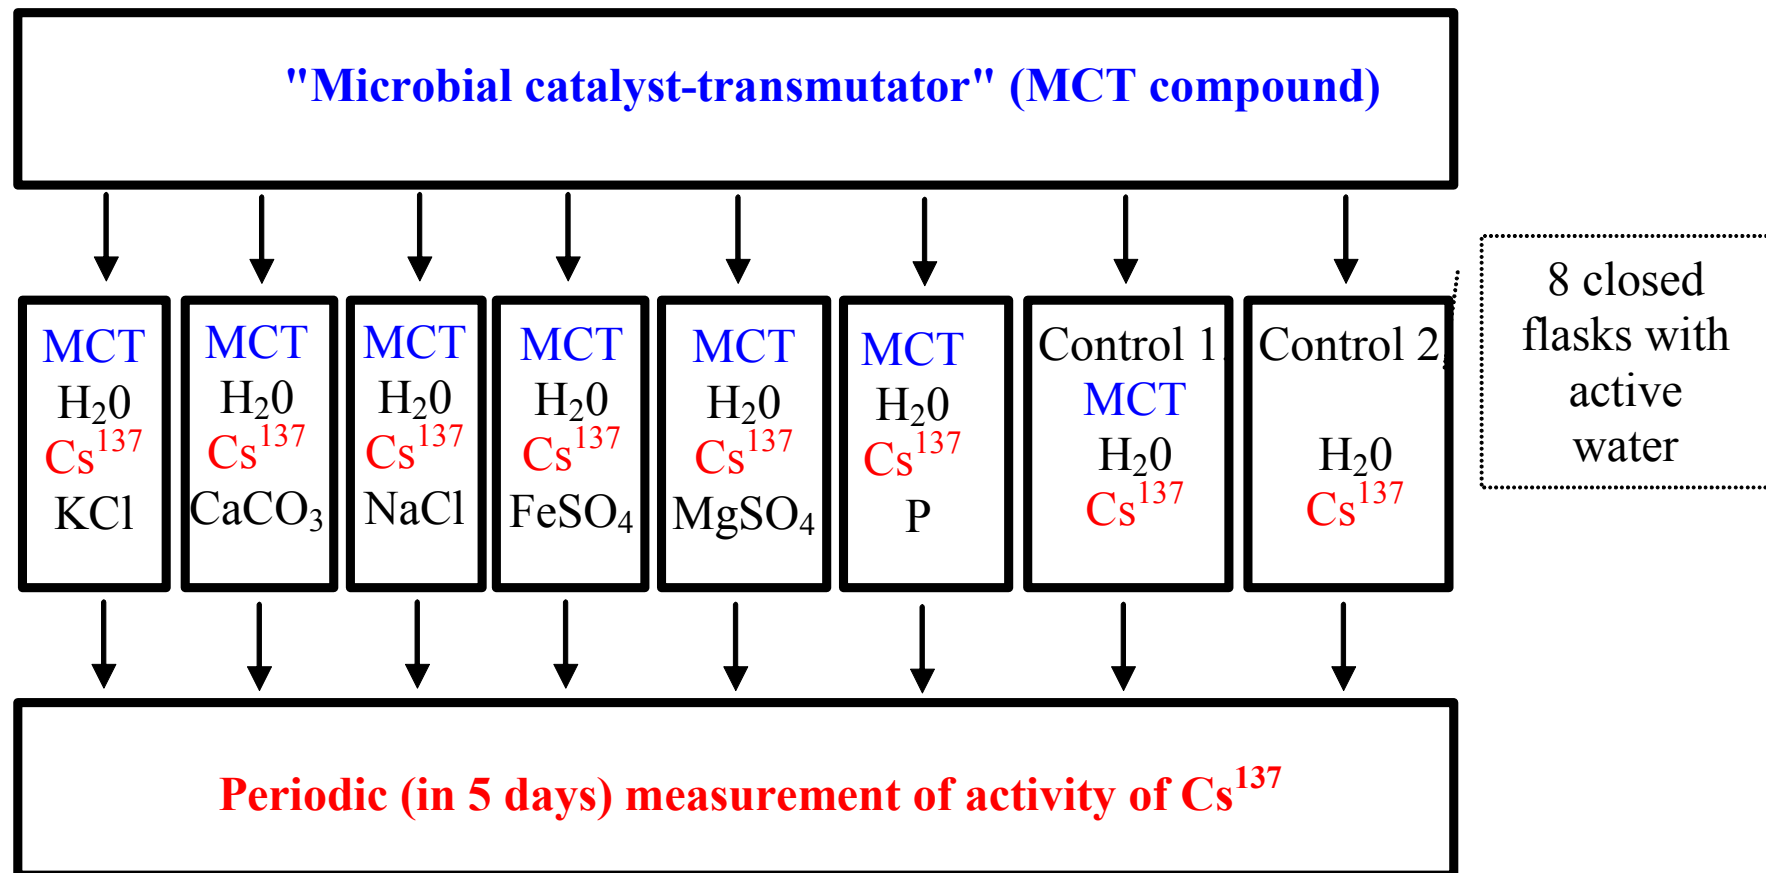 "Microbial catalyst-transmutator" (MCT compound)
MCT
H₂0
Cs¹³⁷
KCl
MCT
H₂0
Cs¹³⁷
CaCO₃
MCT
H₂0
Cs¹³⁷
NaCl
MCT
H₂0
Cs¹³⁷
FeSO₄
MCT
H₂0
Cs¹³⁷
MgSO₄
MCT
H₂0
Cs¹³⁷
P
Control 1
MCT
H₂0
Cs¹³⁷
Control 2
H₂0
Cs¹³⁷
8 closed
flasks with
active
water
Periodic (in 5 days) measurement of activity of Cs¹³⁷